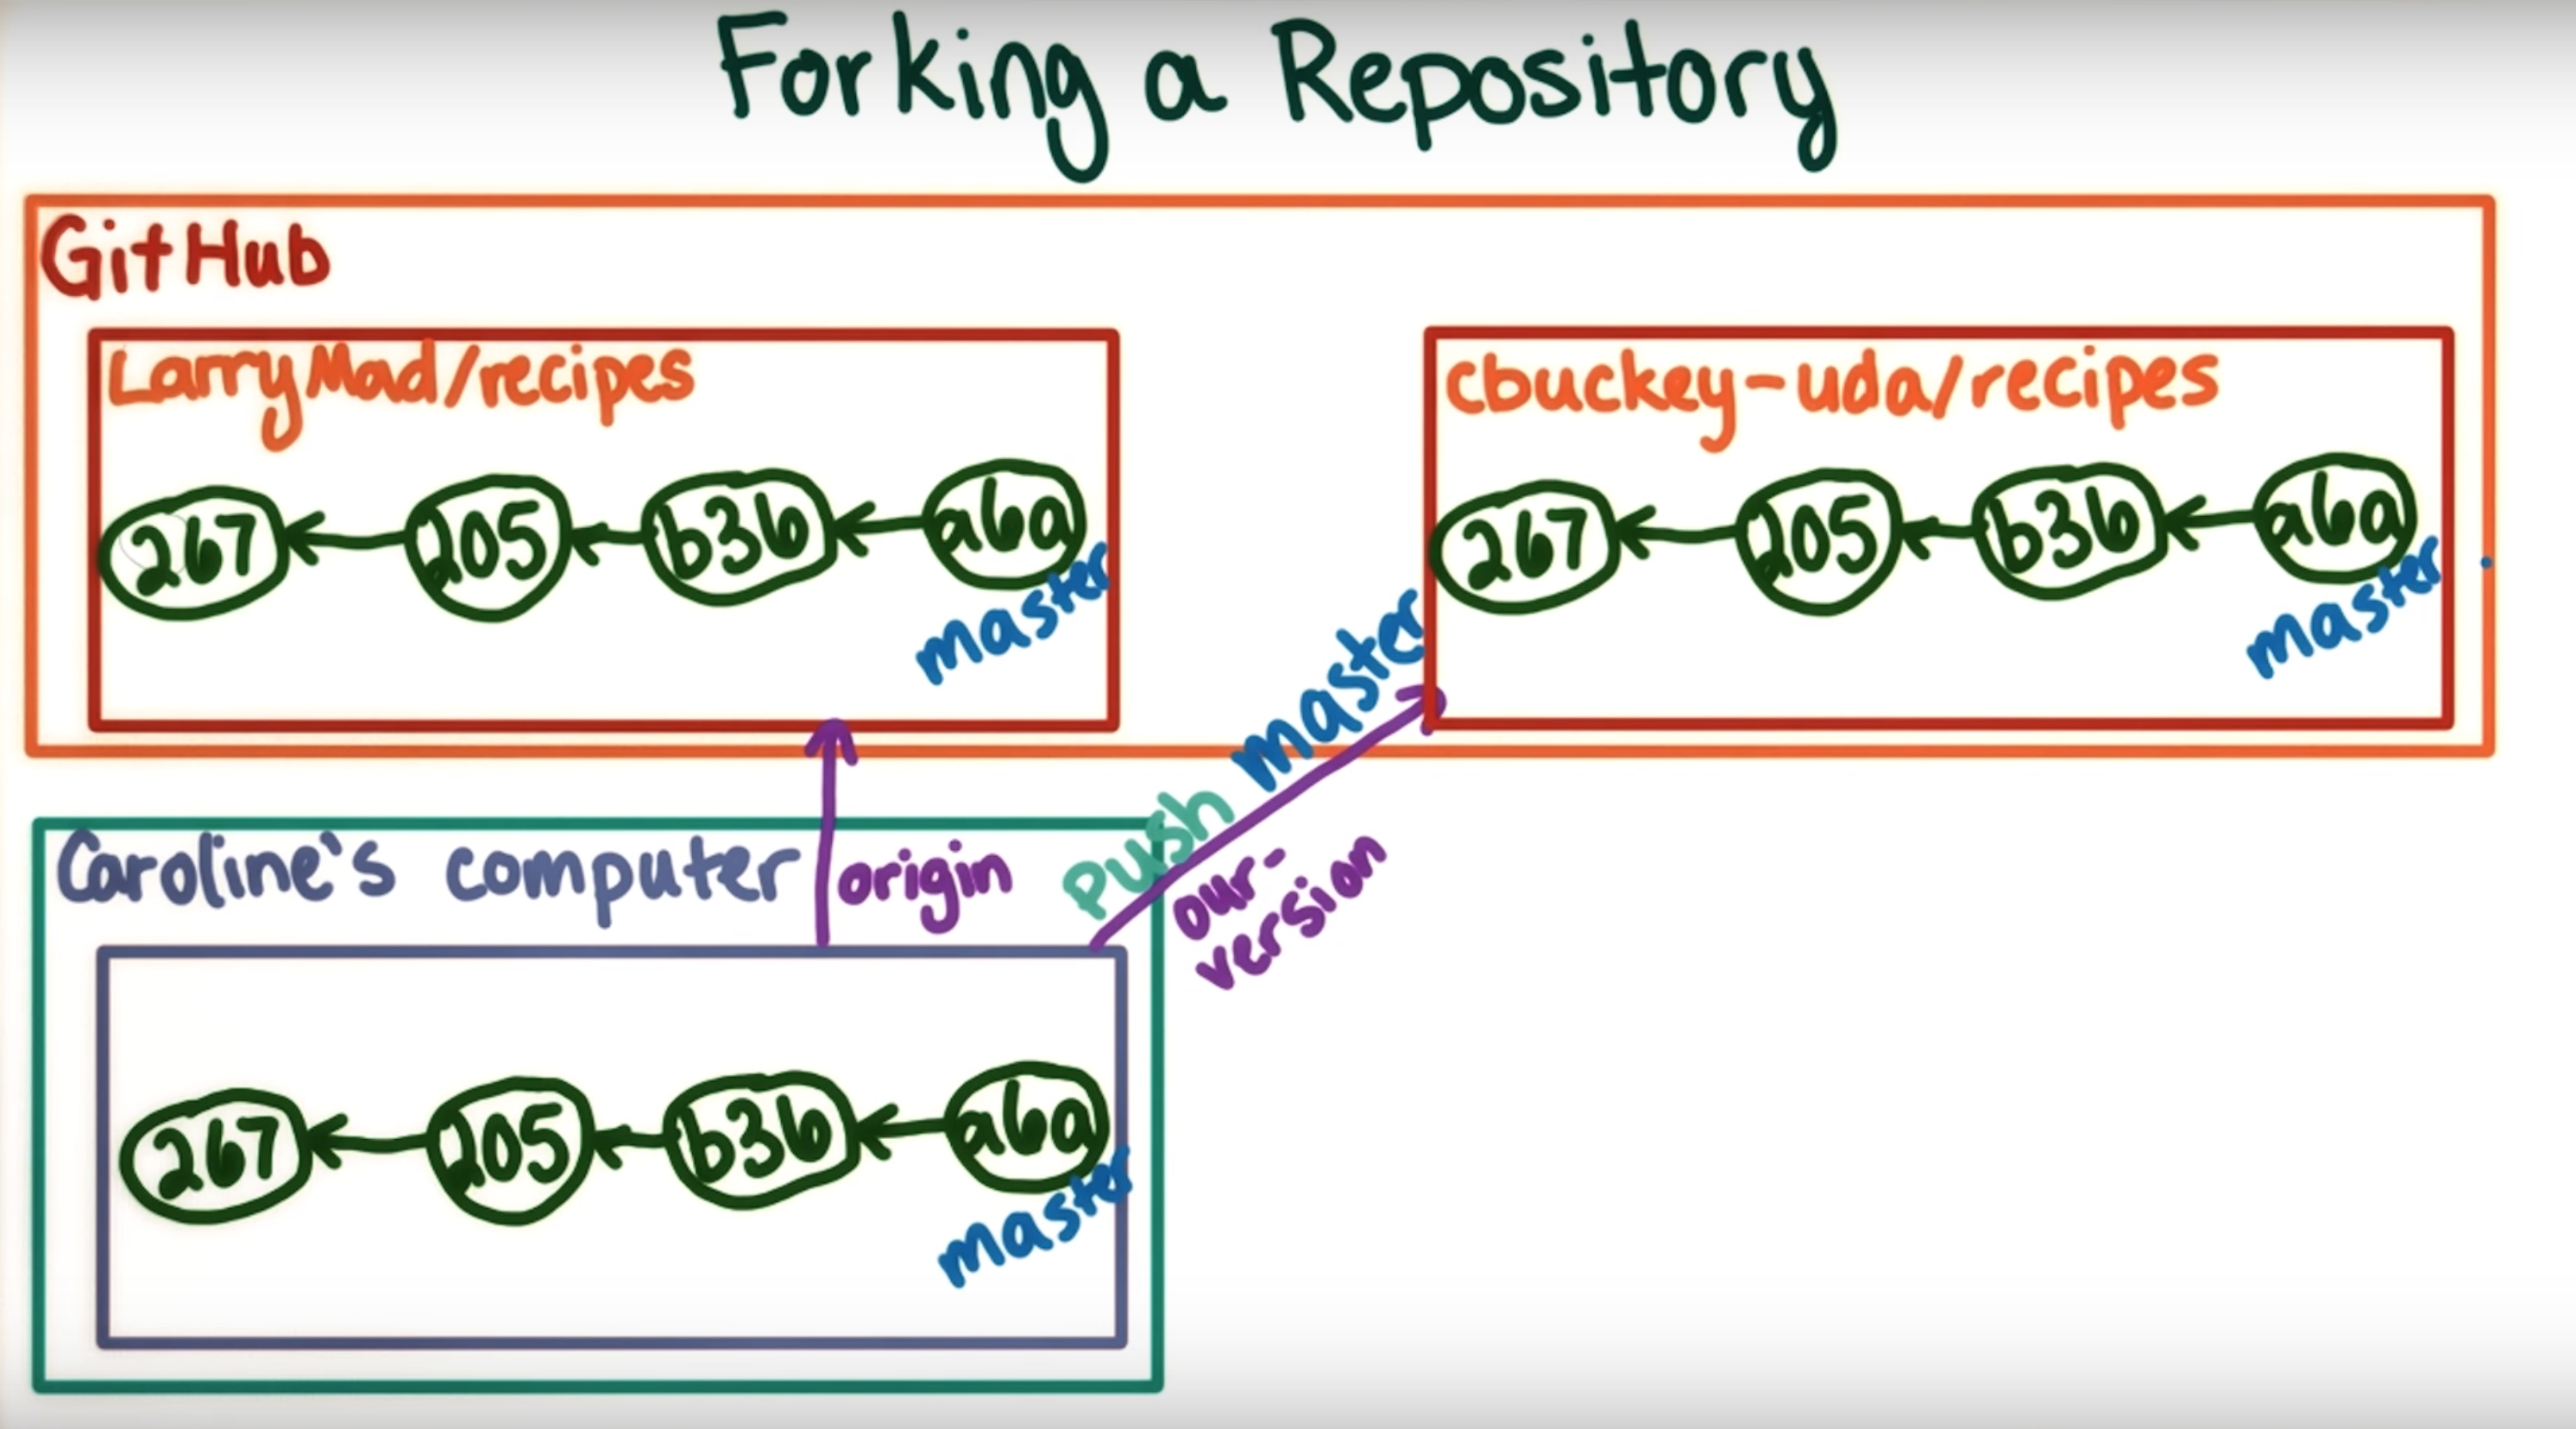 Forking a Repository
GitHub
LarryMad/recipes
267 205 b3b a6a
master
cbuckey-uda/recipes
267 205 b3b a6a
master
Push master
our-
version
Caroline's computer
origin
267 205 b3b a6a
master